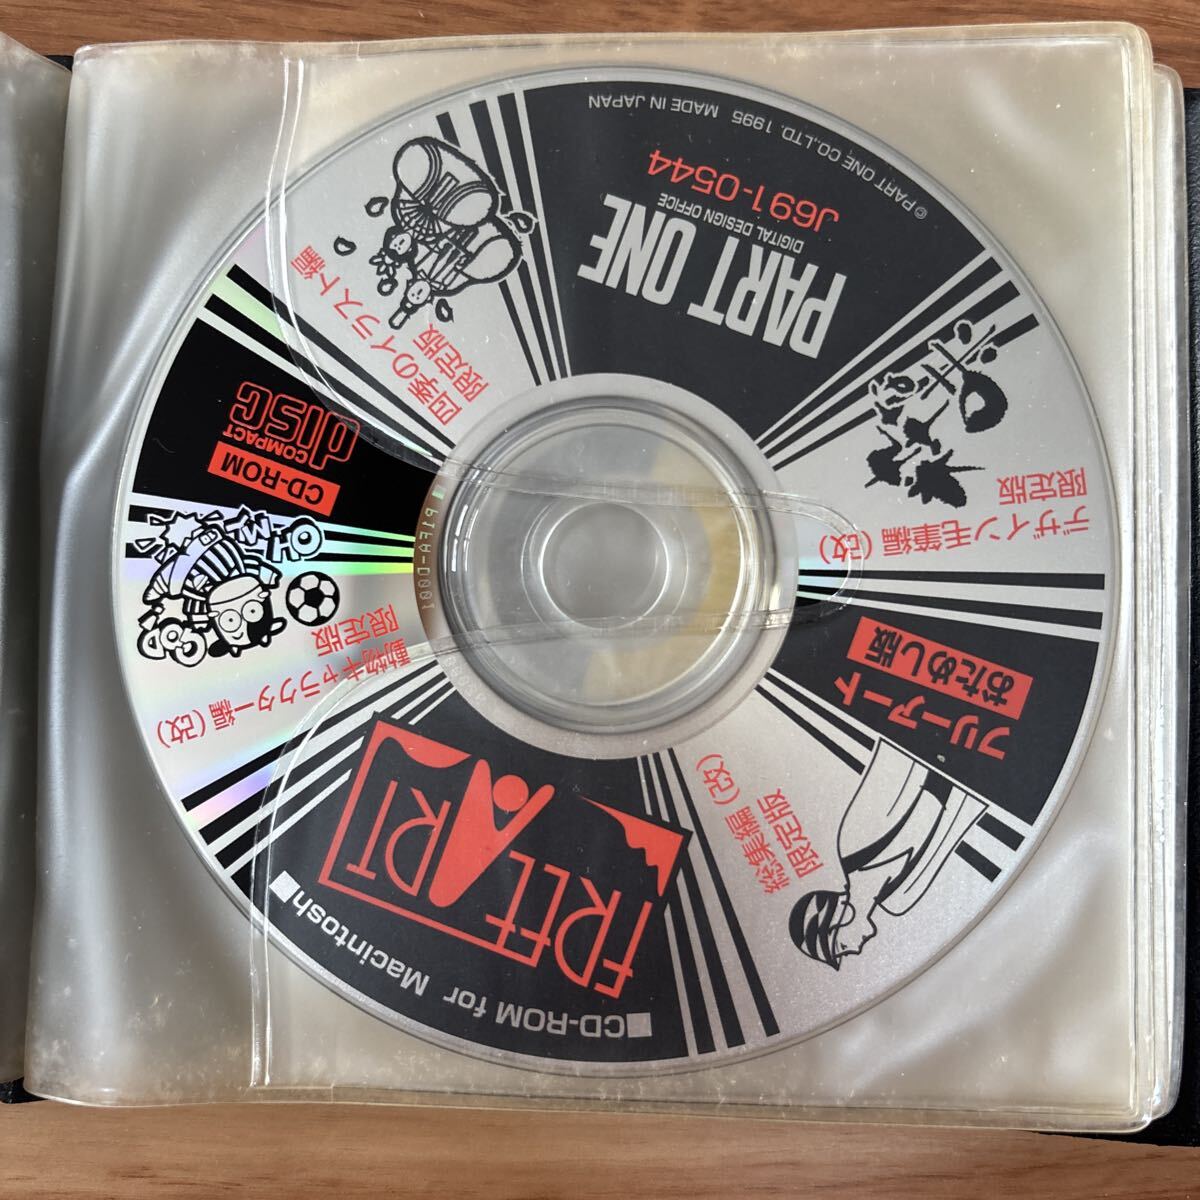 ■CD-ROM for Macintosh■
FREE ART
総集編（改）
限定版
フリーアート
おためし版
デザイン毛筆編（改）
限定版
動物キャラクター編（改）
限定版
CD-ROM
COMPACT
disc
四季のイラスト編
限定版
PART ONE
DIGITAL DESIGN OFFICE
J691-0544
©PART ONE CO.,LTD. 1995 MADE IN JAPAN
P1FA-D001